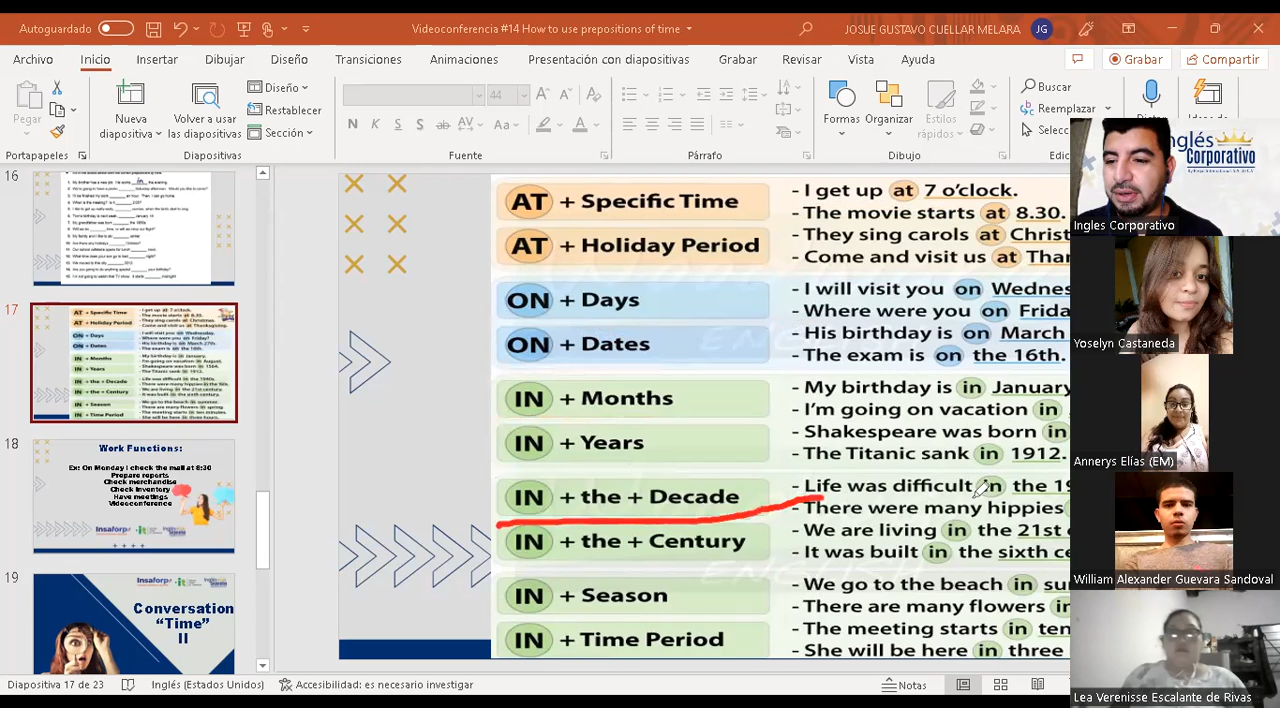 Autoguardado
Videoconferencia #14 How to use prepositions of time
JOSUE GUSTAVO CUELLAR MELARA
JG
Archivo Inicio Insertar Dibujar Diseño Transiciones Animaciones Presentación con diapositivas Grabar Revisar Vista Ayuda
Grabar
Compartir
Pegar
Nueva diapositiva
Volver a usar las diapositivas
Diseño
Restablecer
Sección
44
N K S S ab AV Aa
Formas
Organizar
Estilos rápidos
Buscar
Reemplazar
Portapapeles
Diapositivas
Fuente
Párrafo
Dibujo
Inglés
Corporativo
Ingles Corporativo
Yoselyn Castaneda
Annerys Elías (EM)
William Alexander Guevara Sandoval
Lea Verenisse Escalante de Rivas
16
17
18
Work Functions:
Ex: On Monday I check the mail at 8:30
Prepare reports
Check merchandise
Check inventory
Have meetings
Videoconference
Insaforp
19
Insaforp
Conversation
"Time"
II
AT + Specific Time
- I get up at 7 o'clock.
- The movie starts at 8.30.
AT + Holiday Period
- They sing carols at Christ
- Come and visit us at Than
ON + Days
- I will visit you on Wednes
- Where were you on Frida
ON + Dates
- His birthday is on March
- The exam is on the 16th.
IN + Months
- My birthday is in January
- I'm going on vacation in
IN + Years
- Shakespeare was born in
- The Titanic sank in 1912.
IN + the + Decade
- Life was difficult in the 19
- There were many hippies
IN + the + Century
- We are living in the 21st c
- It was built in the sixth ce
IN + Season
- We go to the beach in su
- There are many flowers in
IN + Time Period
- The meeting starts in ten
- She will be here in three
Diapositiva 17 de 23
Inglés (Estados Unidos)
Accesibilidad: es necesario investigar
Notas